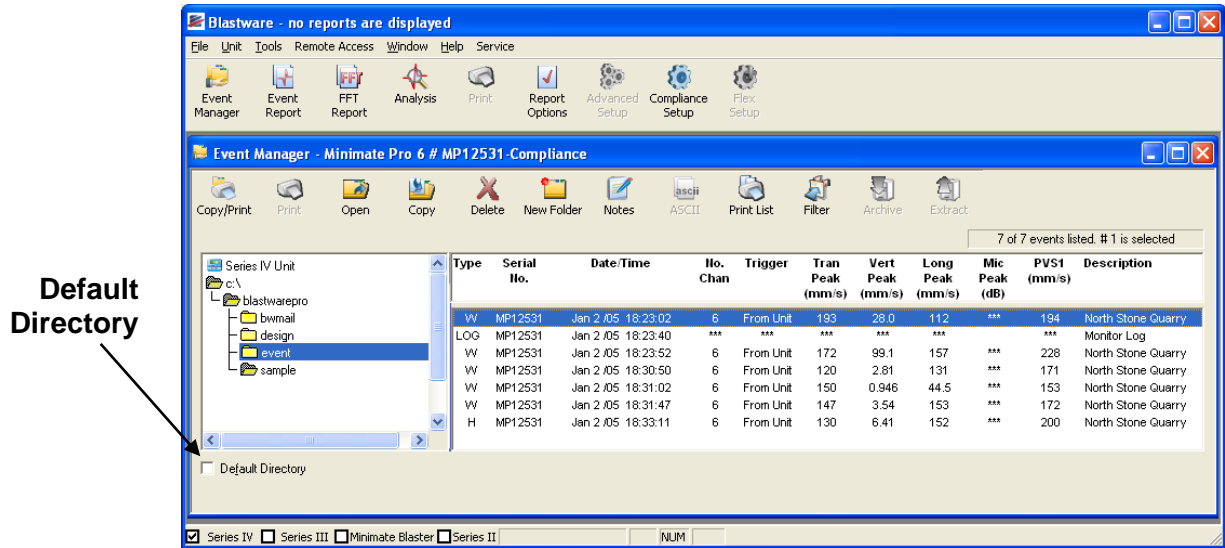 Blastware - no reports are displayed
File Unit Tools Remote Access Window Help Service
Event Manager Event Report FFT Report Analysis Print Report Options Advanced Setup Compliance Setup Flex Setup
Event Manager - Minimate Pro 6 # MP12531-Compliance
Copy/Print Print Open Copy Delete New Folder Notes ascii ASCII Print List Filter Archive Extract
7 of 7 events listed. # 1 is selected
Default Directory
Series IV Unit
c:\
blastwarepro
bwmail
design
event
sample
Type Serial No. Date/Time No. Chan Trigger Tran Peak (mm/s) Vert Peak (mm/s) Long Peak (mm/s) Mic Peak (dB) PVS1 (mm/s) Description
W MP12531 Jan 2 /05 18:23:02 6 From Unit 193 28.0 112 *** 194 North Stone Quarry
LOG MP12531 Jan 2 /05 18:23:40 *** *** *** *** *** *** Monitor Log
W MP12531 Jan 2 /05 18:23:52 6 From Unit 172 99.1 157 *** 228 North Stone Quarry
W MP12531 Jan 2 /05 18:30:50 6 From Unit 120 2.81 131 *** 171 North Stone Quarry
W MP12531 Jan 2 /05 18:31:02 6 From Unit 150 0.946 44.5 *** 153 North Stone Quarry
W MP12531 Jan 2 /05 18:31:47 6 From Unit 147 3.54 153 *** 172 North Stone Quarry
H MP12531 Jan 2 /05 18:33:11 6 From Unit 130 6.41 152 *** 200 North Stone Quarry
Default Directory
Series IV Series III Minimate Blaster Series II NUM